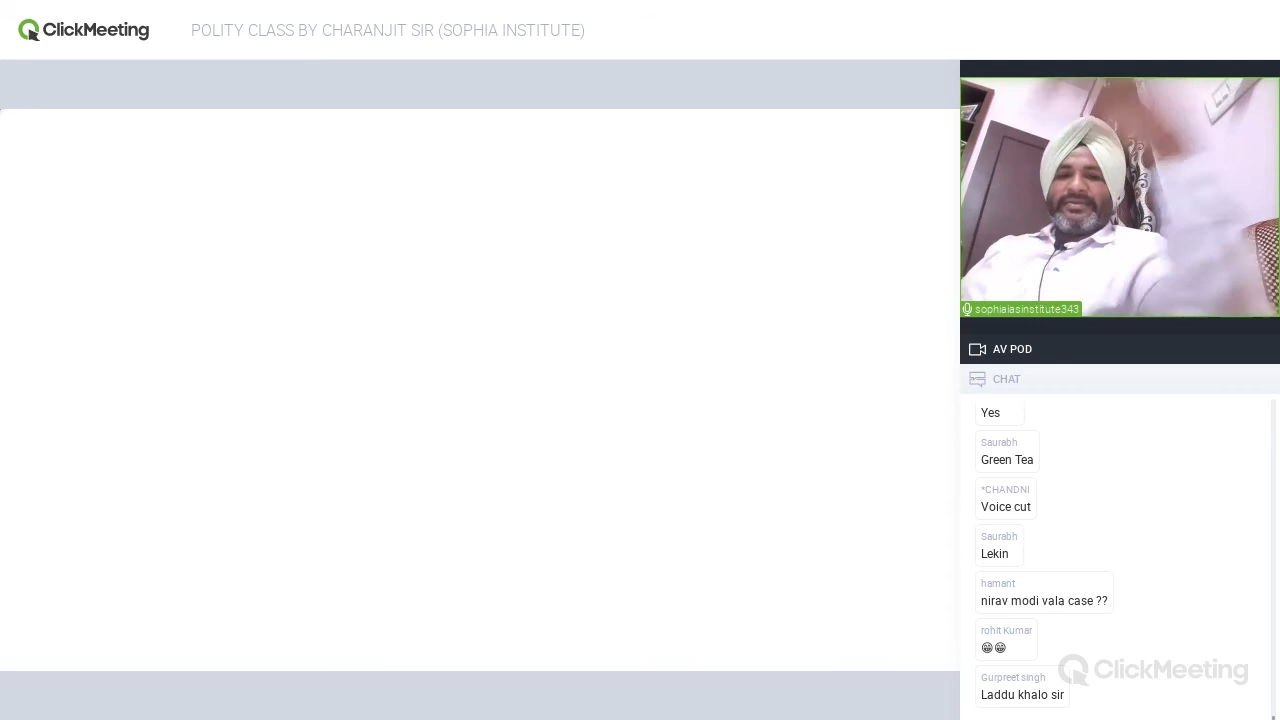 ClickMeeting
POLITY CLASS BY CHARANJIT SIR (SOPHIA INSTITUTE)
sophiaiasinstitute343
AV POD
CHAT
Yes
Saurabh
Green Tea
*CHANDNI
Voice cut
Saurabh
Lekin
hamant
nirav modi vala case ??
rohit Kumar
😁😁
Gurpreet singh
Laddu khalo sir
ClickMeeting